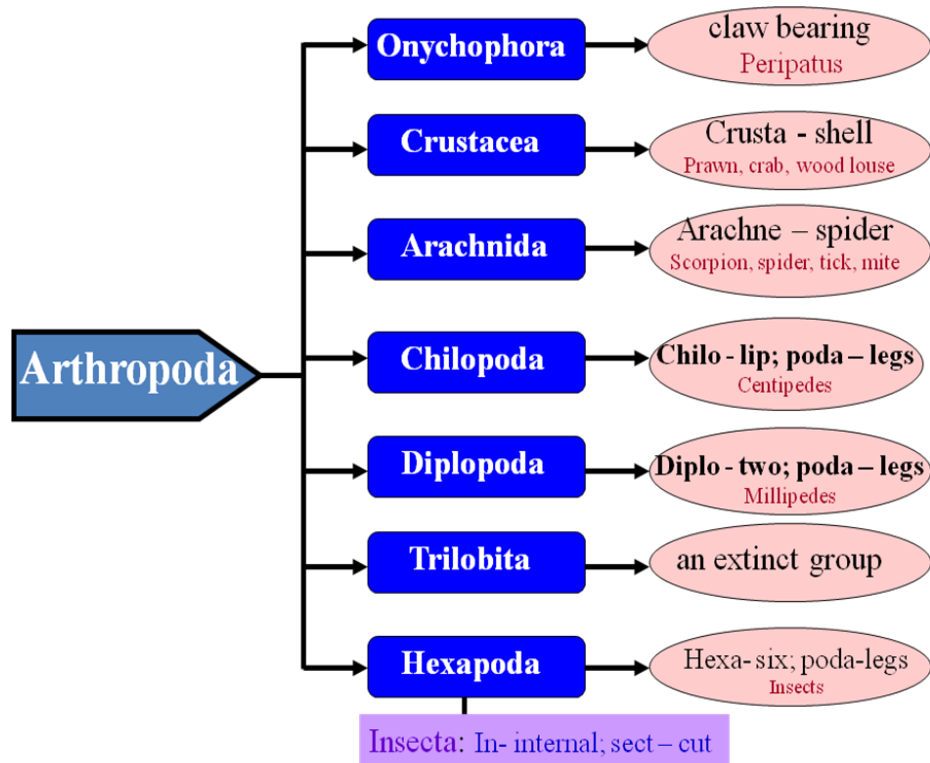 Onychophora
claw bearing
Peripatus
Crustacea
Crusta - shell
Prawn, crab, wood louse
Arachnida
Arachne – spider
Scorpion, spider, tick, mite
Arthropoda
Chilopoda
Chilo - lip; poda – legs
Centipedes
Diplopoda
Diplo - two; poda – legs
Millipedes
Trilobita
an extinct group
Hexapoda
Hexa- six; poda-legs
Insects
Insecta: In- internal; sect – cut